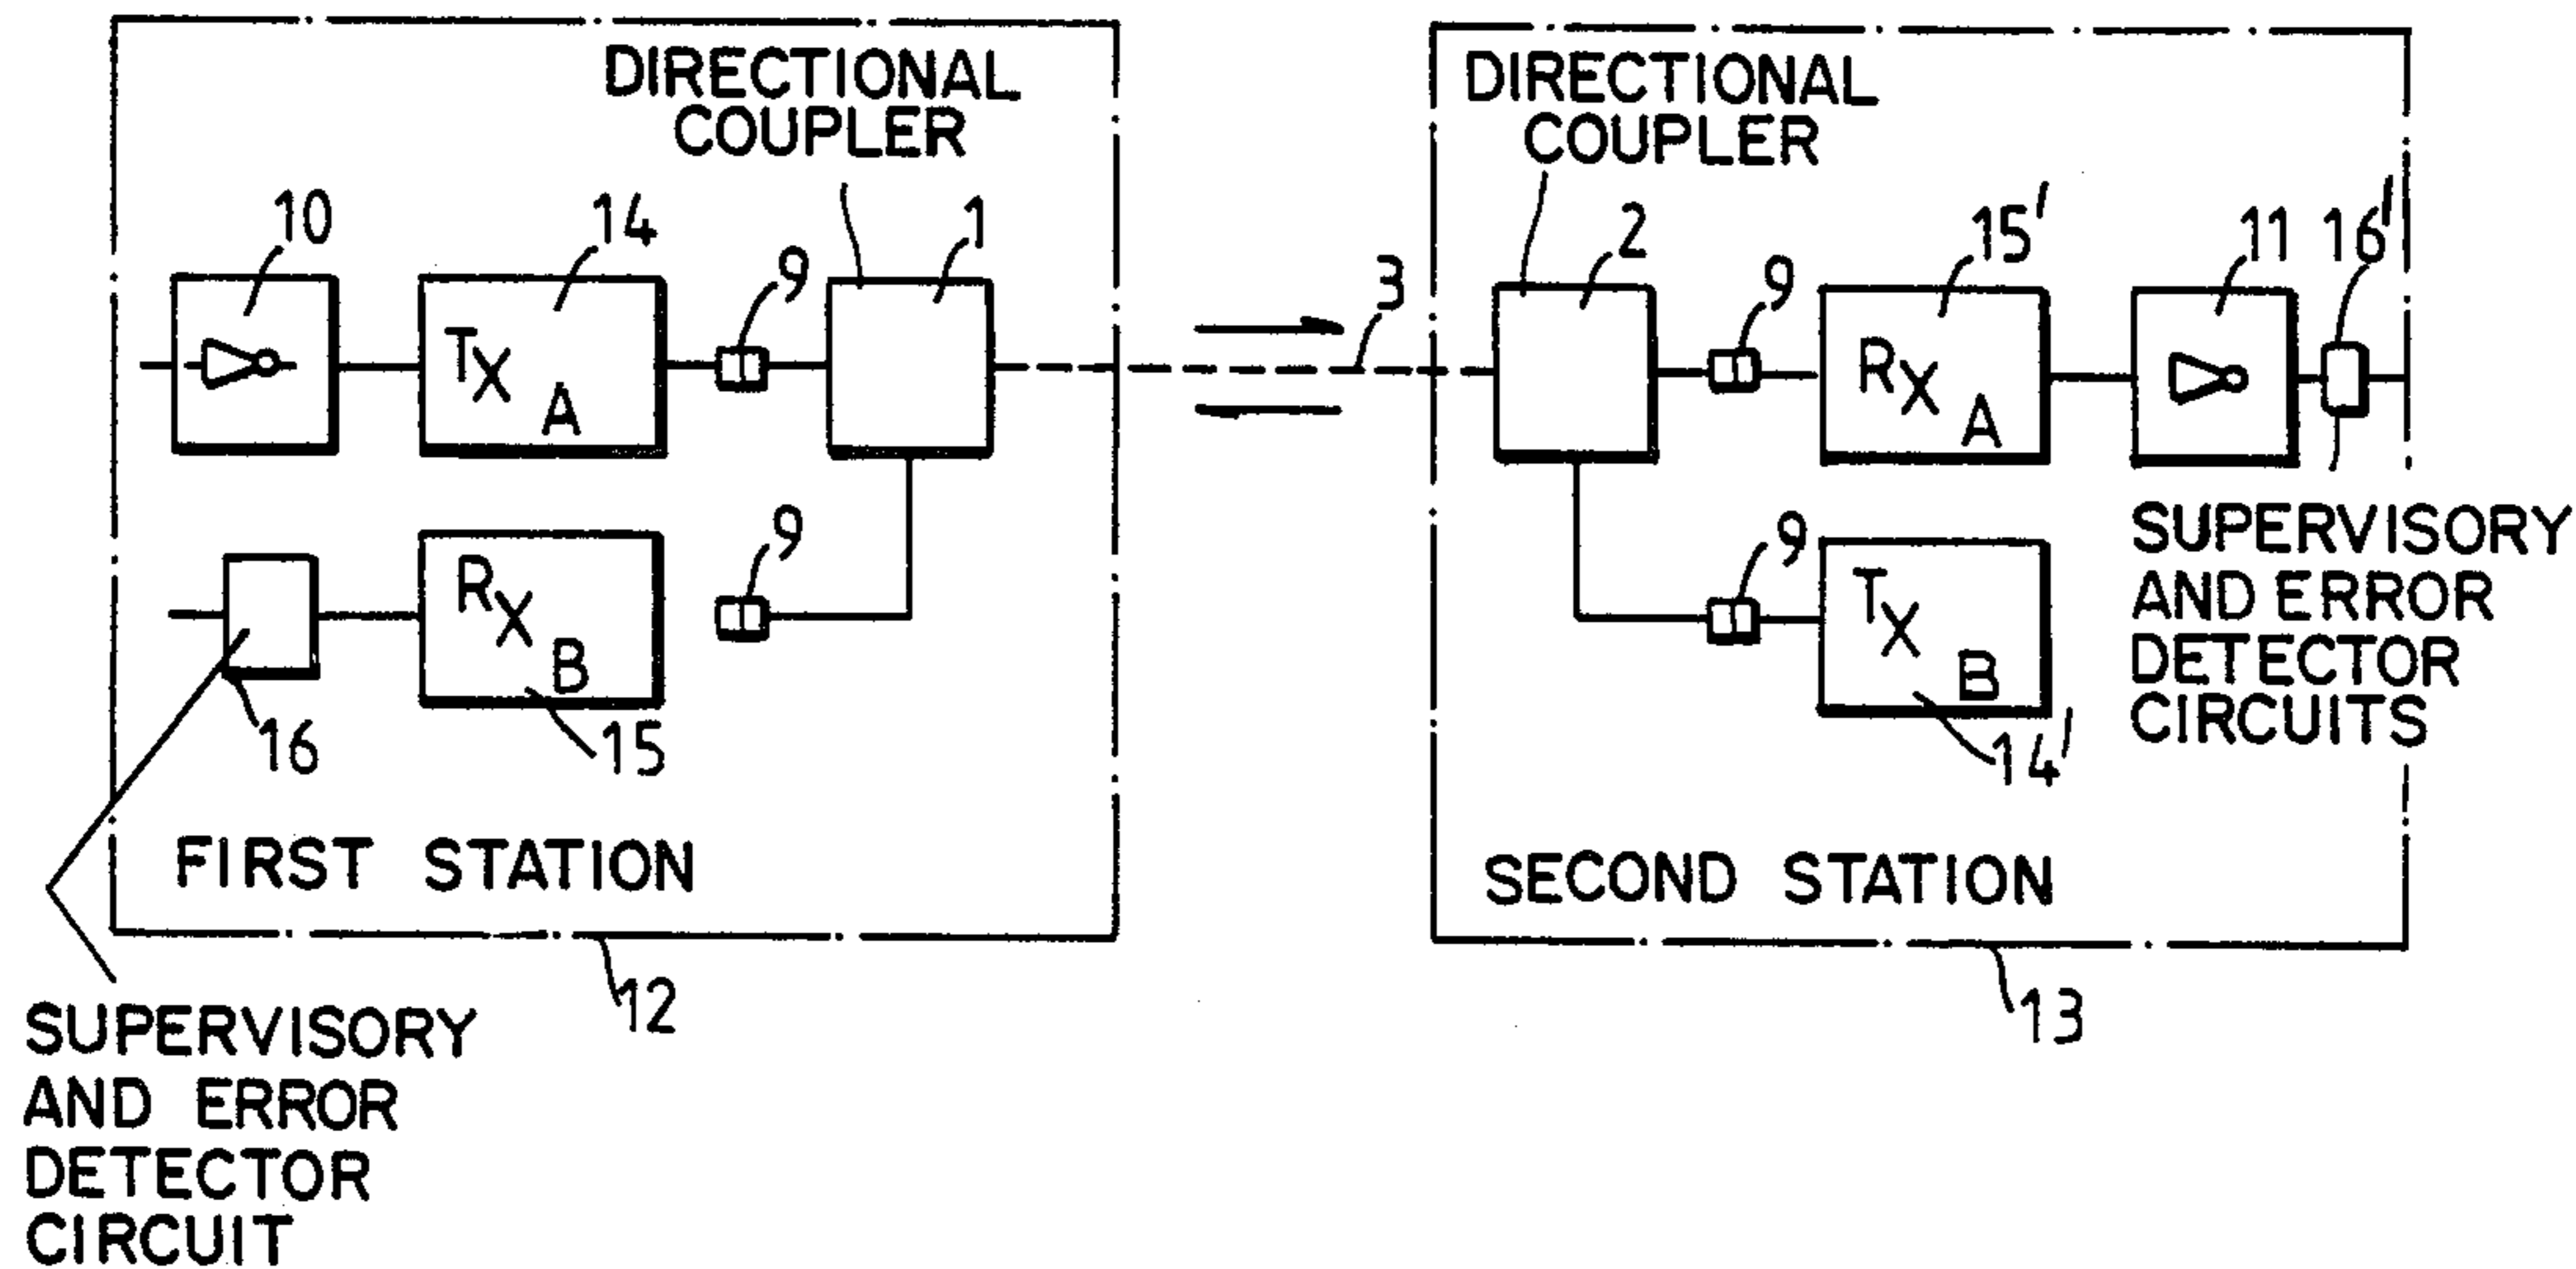 DIRECTIONAL
COUPLER
DIRECTIONAL
COUPLER
10
14
9
1
3
2
9
15'
11
16'
TX
A
RX
A
9
9
RX
B
TX
B
16
15
14'
SUPERVISORY
AND ERROR
DETECTOR
CIRCUITS
FIRST STATION
SECOND STATION
12
13
SUPERVISORY
AND ERROR
DETECTOR
CIRCUIT